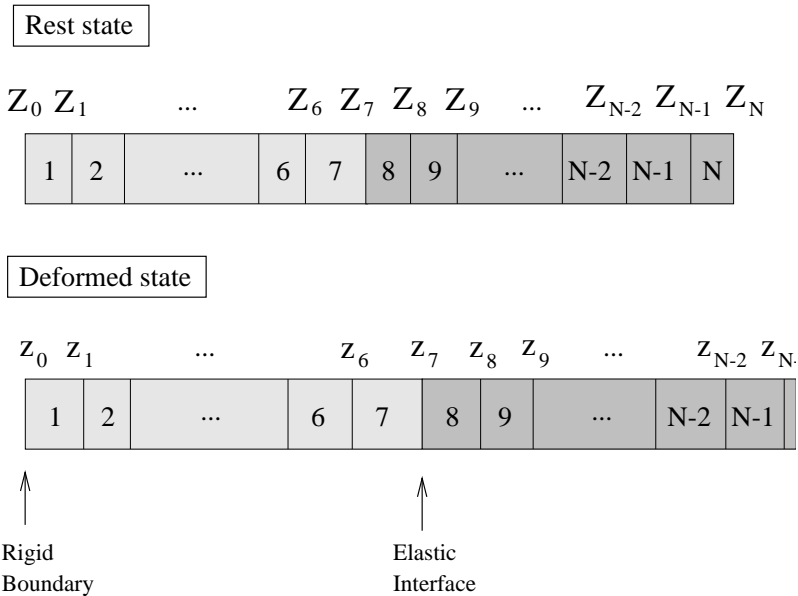 Rest state
Z0 Z1 ... Z6 Z7 Z8 Z9 ... ZN-2 ZN-1 ZN
1 2 ... 6 7 8 9 ... N-2 N-1 N
Deformed state
z0 z1 ... z6 z7 z8 z9 ... zN-2 zN-
1 2 ... 6 7 8 9 ... N-2 N-1
Rigid Boundary
Elastic Interface